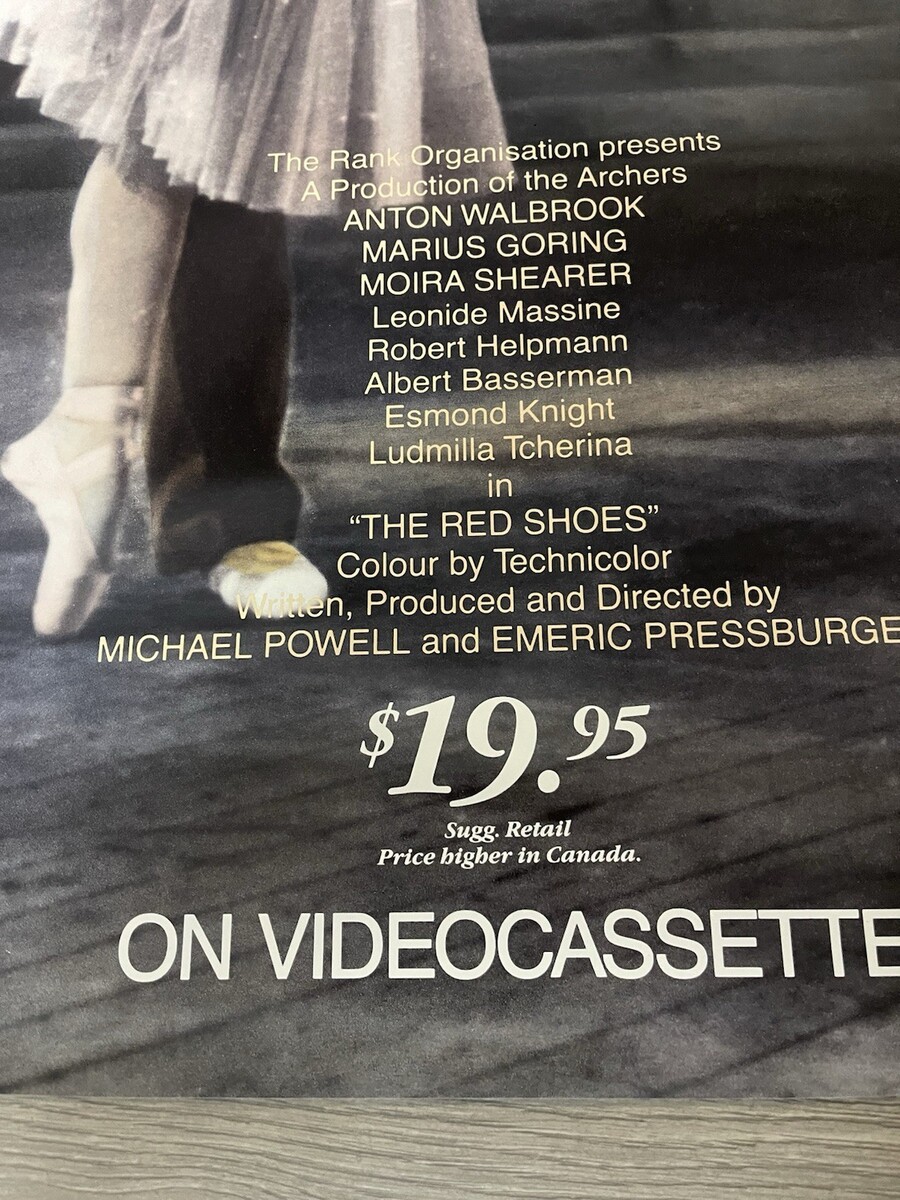 The Rank Organisation presents
A Production of the Archers
ANTON WALBROOK
MARIUS GORING
MOIRA SHEARER
Leonide Massine
Robert Helpmann
Albert Basserman
Esmond Knight
Ludmilla Tcherina
in
“THE RED SHOES”
Colour by Technicolor
Written, Produced and Directed by
MICHAEL POWELL and EMERIC PRESSBURGE
$19.95
Sugg. Retail
Price higher in Canada.
ON VIDEOCASSETTE